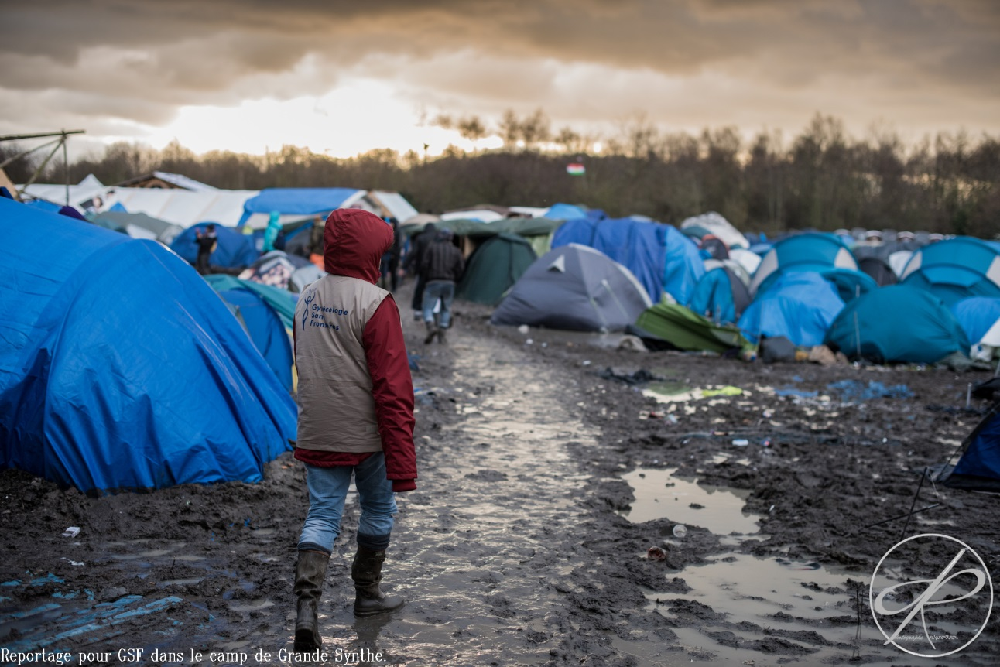 Gynécologie
Sans
Frontières
Reportage pour GSF dans le camp de Grande Synthe.